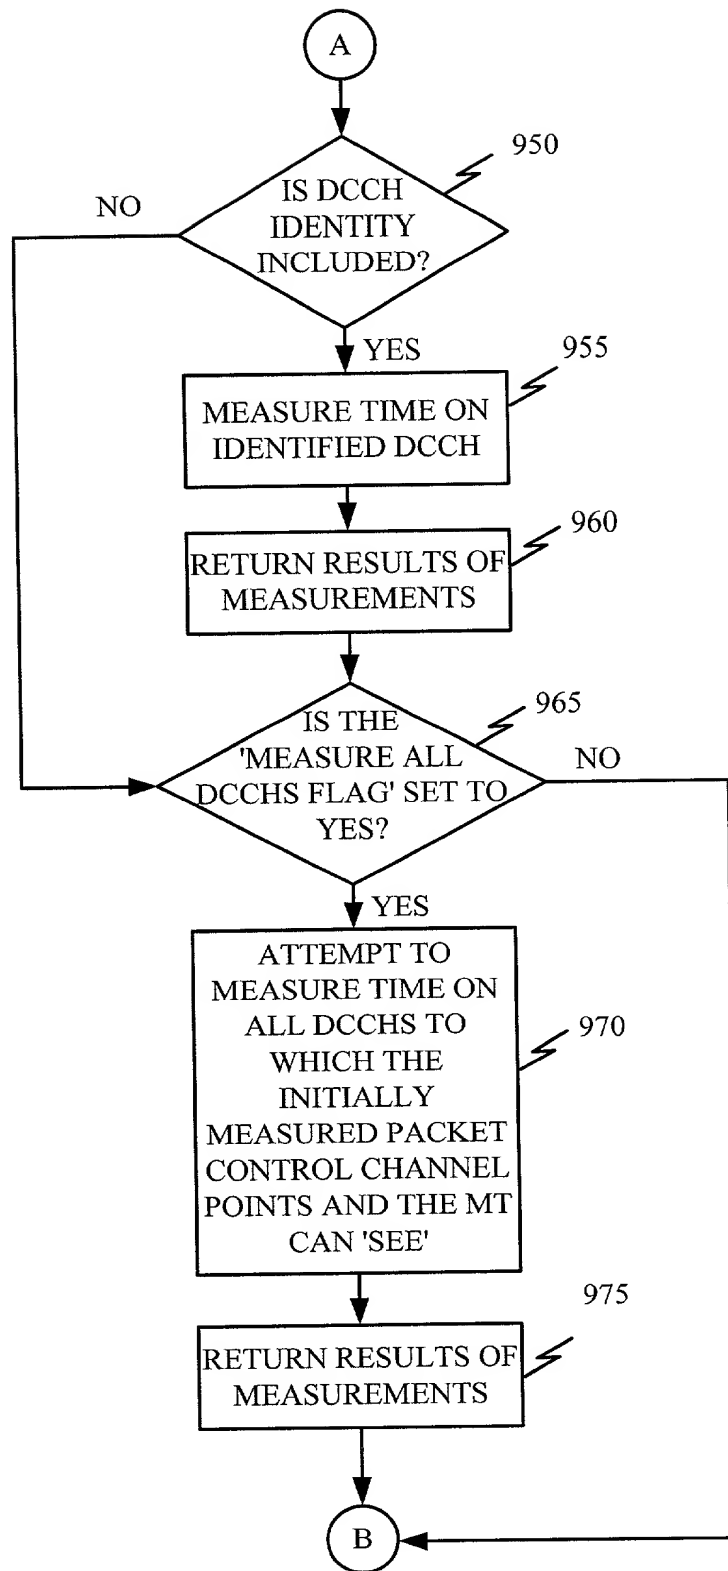 A
950
IS DCCH
IDENTITY
INCLUDED?
NO
YES
955
MEASURE TIME ON
IDENTIFIED DCCH
960
RETURN RESULTS OF
MEASUREMENTS
965
IS THE
'MEASURE ALL
DCCHS FLAG' SET TO
YES?
NO
YES
ATTEMPT TO
MEASURE TIME ON
ALL DCCHS TO
WHICH THE
INITIALLY
MEASURED PACKET
CONTROL CHANNEL
POINTS AND THE MT
CAN 'SEE'
970
975
RETURN RESULTS OF
MEASUREMENTS
B